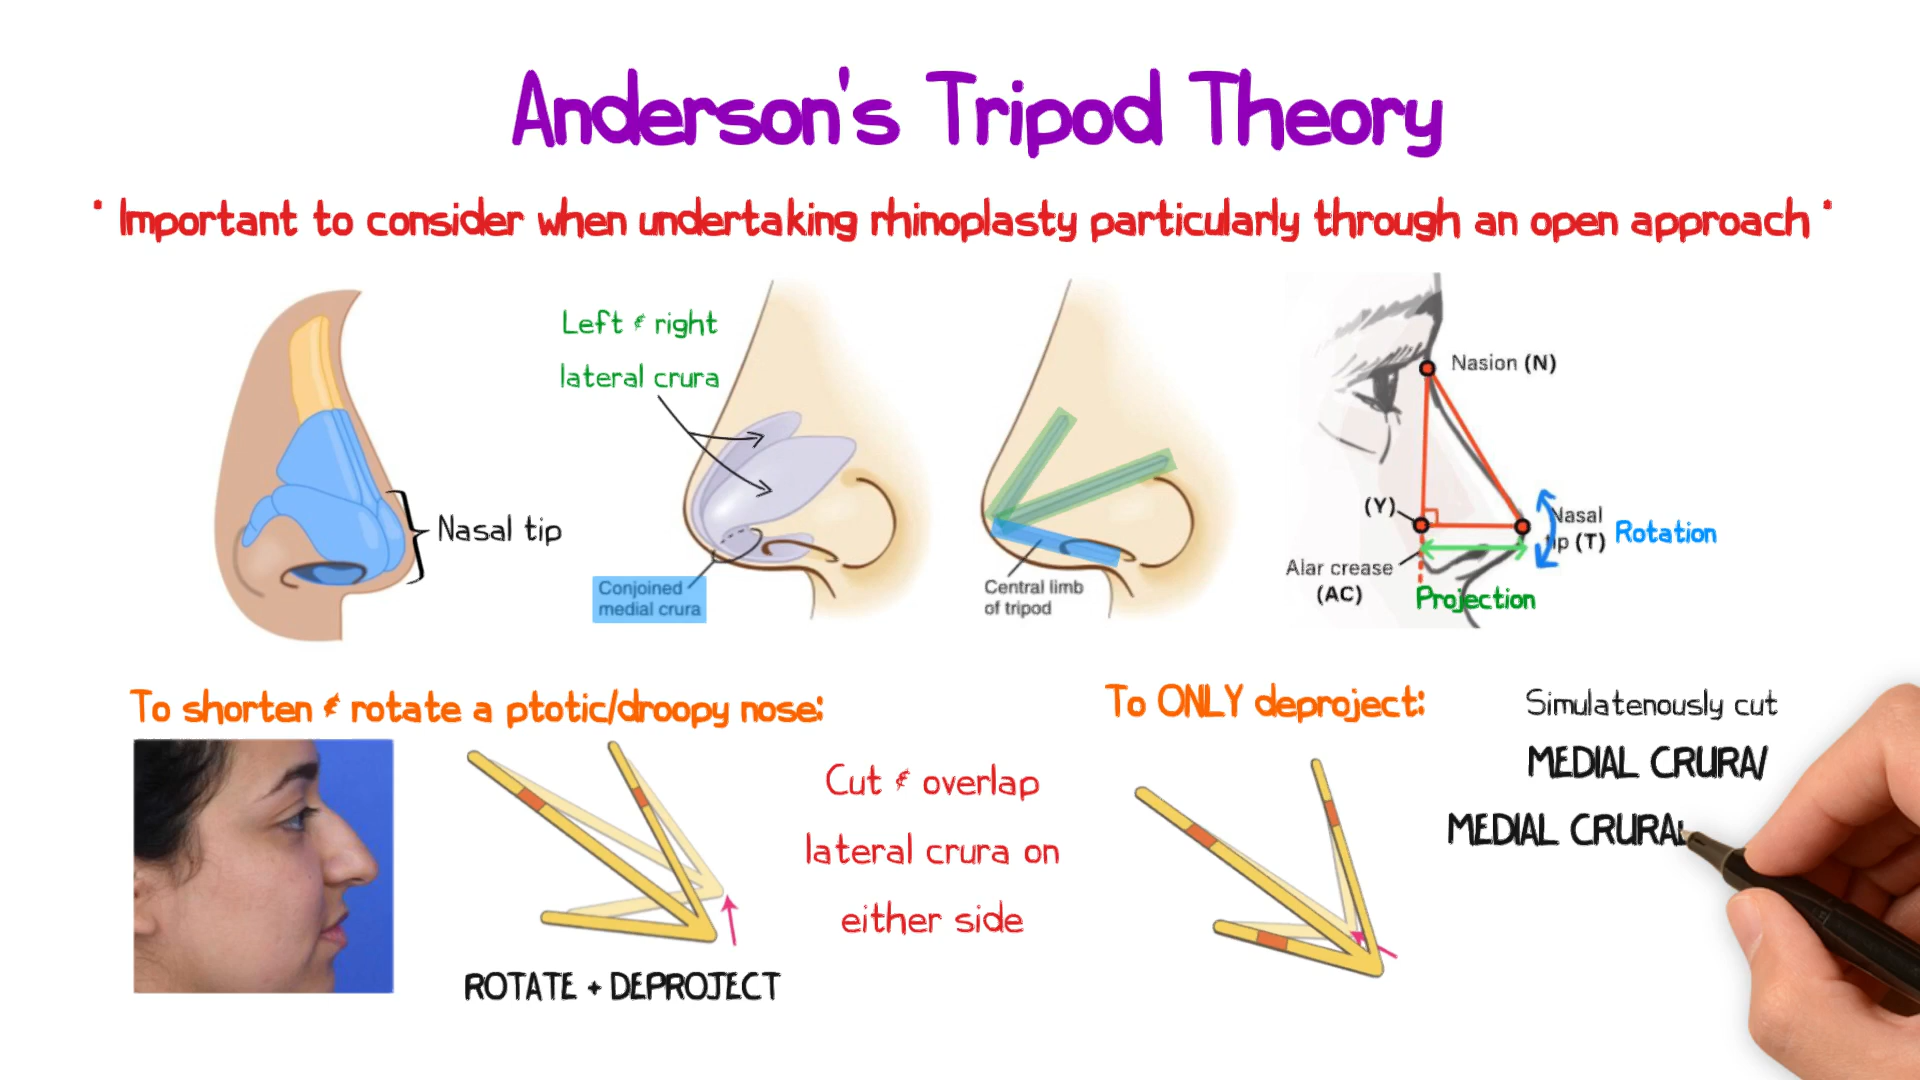 Anderson's Tripod Theory
* Important to consider when undertaking rhinoplasty particularly through an open approach *
Nasal tip
Left & right
lateral crura
Conjoined
medial crura
Central limb
of tripod
Nasion (N)
(Y)
Nasal
tip (T)
Rotation
Alar crease
(AC)
Projection
To shorten & rotate a ptotic/droopy nose:
Cut & overlap
lateral crura on
either side
ROTATE + DEPROJECT
To ONLY deproject:
Simulatenously cut
MEDIAL CRURA/
MEDIAL CRURAL